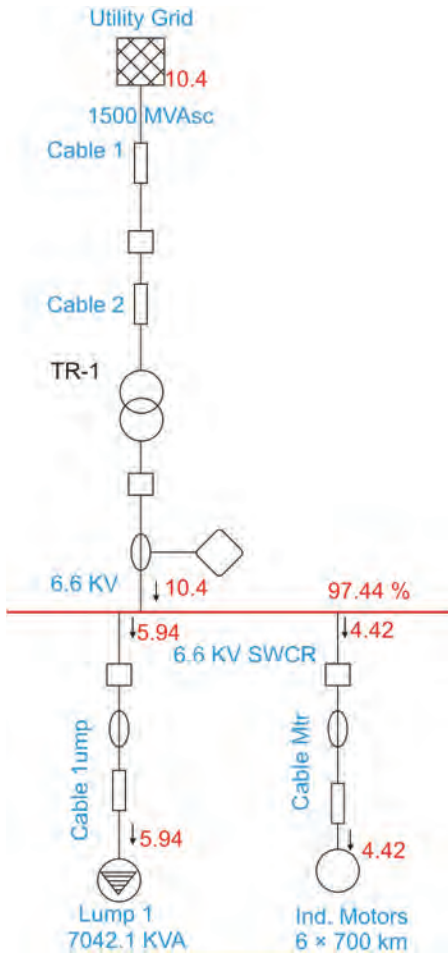 Utility Grid
10.4
1500 MVAsc
Cable 1
Cable 2
TR-1
6.6 KV
10.4
97.44 %
5.94
4.42
6.6 KV SWCR
Cable 1ump
Cable Mtr
5.94
4.42
Lump 1
7042.1 KVA
Ind. Motors
6 × 700 km